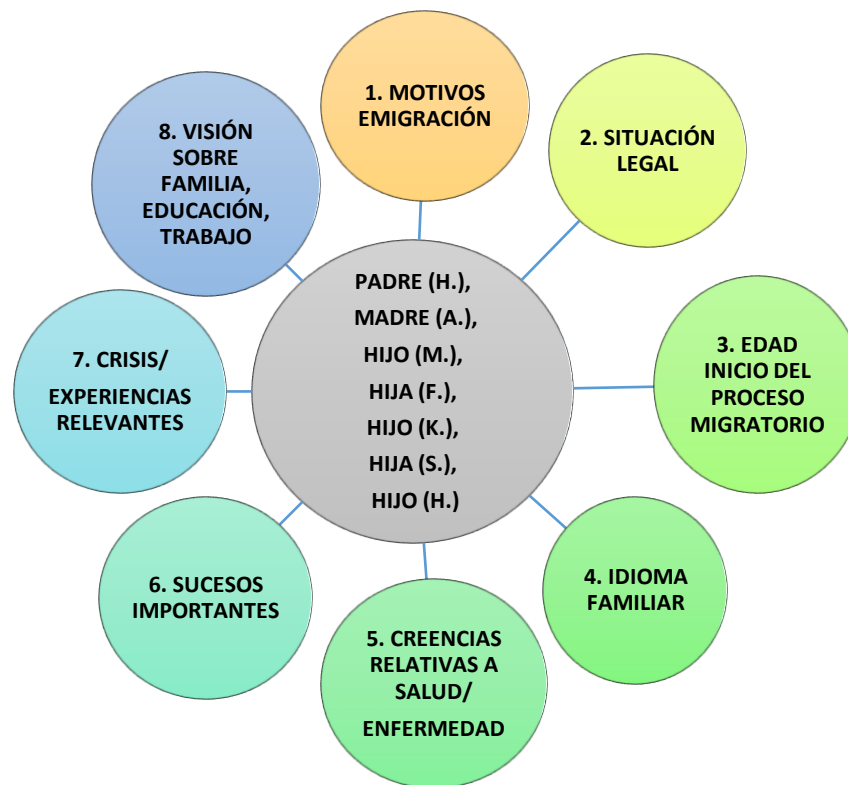 1. MOTIVOS
EMIGRACIÓN
2. SITUACIÓN
LEGAL
3. EDAD
INICIO DEL
PROCESO
MIGRATORIO
4. IDIOMA
FAMILIAR
5. CREENCIAS
RELATIVAS A
SALUD/
ENFERMEDAD
6. SUCESOS
IMPORTANTES
7. CRISIS/
EXPERIENCIAS
RELEVANTES
8. VISIÓN
SOBRE
FAMILIA,
EDUCACIÓN,
TRABAJO
PADRE (H.),
MADRE (A.),
HIJO (M.),
HIJA (F.),
HIJO (K.),
HIJA (S.),
HIJO (H.)